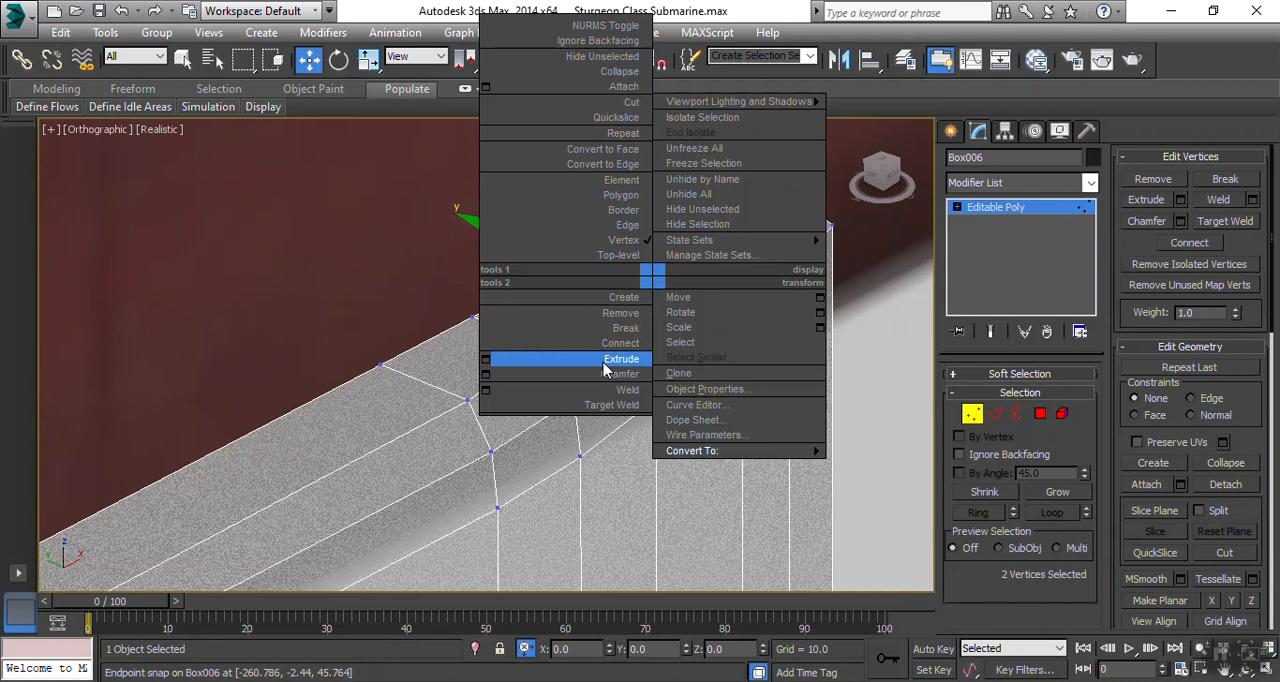 Workspace: Default
Autodesk 3ds Max 2014 x64
Sturgeon Class Submarine.max
Type a keyword or phrase
Edit Tools Group Views Create Modifiers Animation MAXScript Help
All
View
Create Selection Se
Modeling Freeform Selection Object Paint Populate
Define Flows Define Idle Areas Simulation Display
[+] [Orthographic] [Realistic]
NURMS Toggle
Ignore Backfacing
Hide Unselected
Collapse
Attach
Cut
Quickslice
Repeat
Convert to Face
Convert to Edge
Element
Polygon
Border
Edge
Vertex
Top-level
tools 1
tools 2
Create
Remove
Break
Connect
Extrude
Chamfer
Weld
Target Weld
Viewport Lighting and Shadows
Isolate Selection
End Isolate
Unfreeze All
Freeze Selection
Unhide by Name
Unhide All
Hide Unselected
Hide Selection
State Sets
Manage State Sets...
display
transform
Move
Rotate
Scale
Select
Select Similar
Clone
Object Properties...
Curve Editor...
Dope Sheet...
Wire Parameters...
Convert To:
y
z
y x
Box006
Modifier List
Editable Poly
Soft Selection
Selection
By Vertex
Ignore Backfacing
By Angle: 45.0
Shrink Grow
Ring Loop
Preview Selection
Off SubObj Multi
2 Vertices Selected
Edit Vertices
Remove Break
Extrude Weld
Chamfer Target Weld
Connect
Remove Isolated Vertices
Remove Unused Map Verts
Weight: 1.0
Edit Geometry
Repeat Last
Constraints
None Edge
Face Normal
Preserve UVs
Create Collapse
Attach Detach
Slice Plane Split
Slice Reset Plane
QuickSlice Cut
MSmooth Tessellate
Make Planar X Y Z
View Align Grid Align
0 / 100
0 10 20 30 40 50 60 70 80 90 100
1 Object Selected
X: 0.0 Y: 0.0 Z: 0.0
Grid = 10.0
Auto Key Selected
Welcome to M
Endpoint snap on Box006 at [-260.786, -2.44, 45.764]
Add Time Tag
Set Key Key Filters...
0